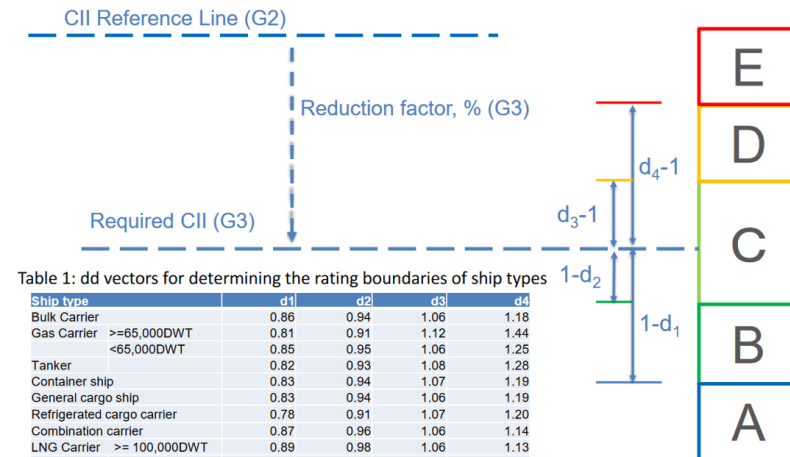 CII Reference Line (G2)
Reduction factor, % (G3)
Required CII (G3)
E
D
C
B
A
d4-1
d3-1
1-d2
1-d1
Table 1: dd vectors for determining the rating boundaries of ship types
Ship type d1 d2 d3 d4
Bulk Carrier 0.86 0.94 1.06 1.18
Gas Carrier >=65,000DWT 0.81 0.91 1.12 1.44
<65,000DWT 0.85 0.95 1.06 1.25
Tanker 0.82 0.93 1.08 1.28
Container ship 0.83 0.94 1.07 1.19
General cargo ship 0.83 0.94 1.06 1.19
Refrigerated cargo carrier 0.78 0.91 1.07 1.20
Combination carrier 0.87 0.96 1.06 1.14
LNG Carrier >= 100,000DWT 0.89 0.98 1.06 1.13